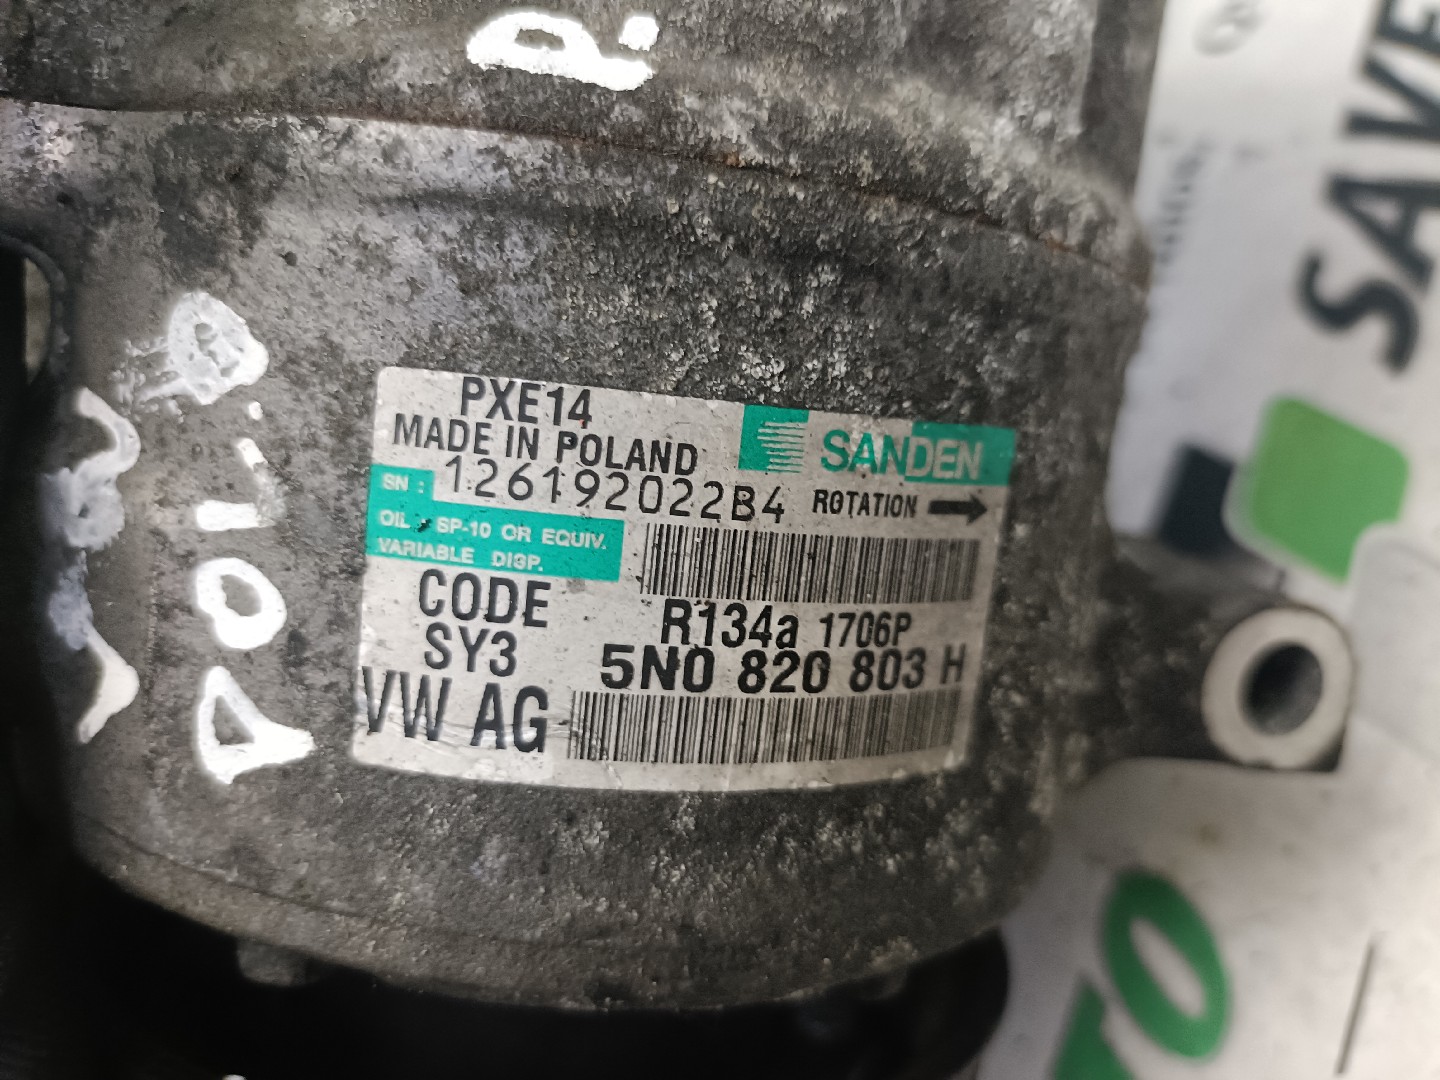 PXE14
MADE IN POLAND
SANDEN
SN : 126192022B4
ROTATION
OIL : SP-10 OR EQUIV.
VARIABLE DISP.
CODE
SY3
R134a 1706P
5N0 820 803 H
VW AG
SAVE
TO